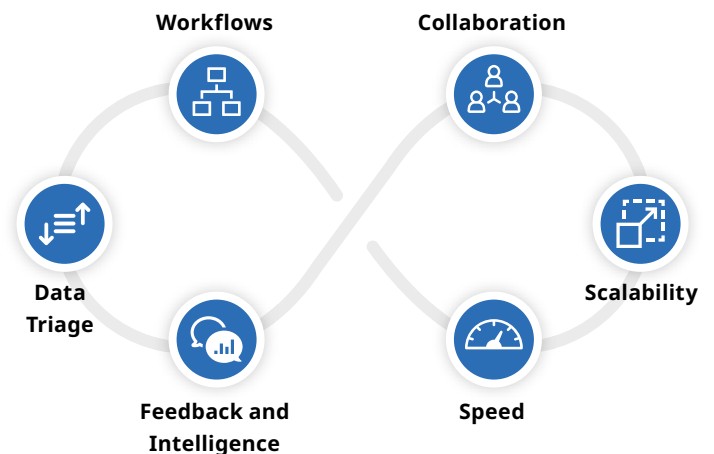 Workflows
Collaboration
Data
Triage
Scalability
Feedback and
Intelligence
Speed